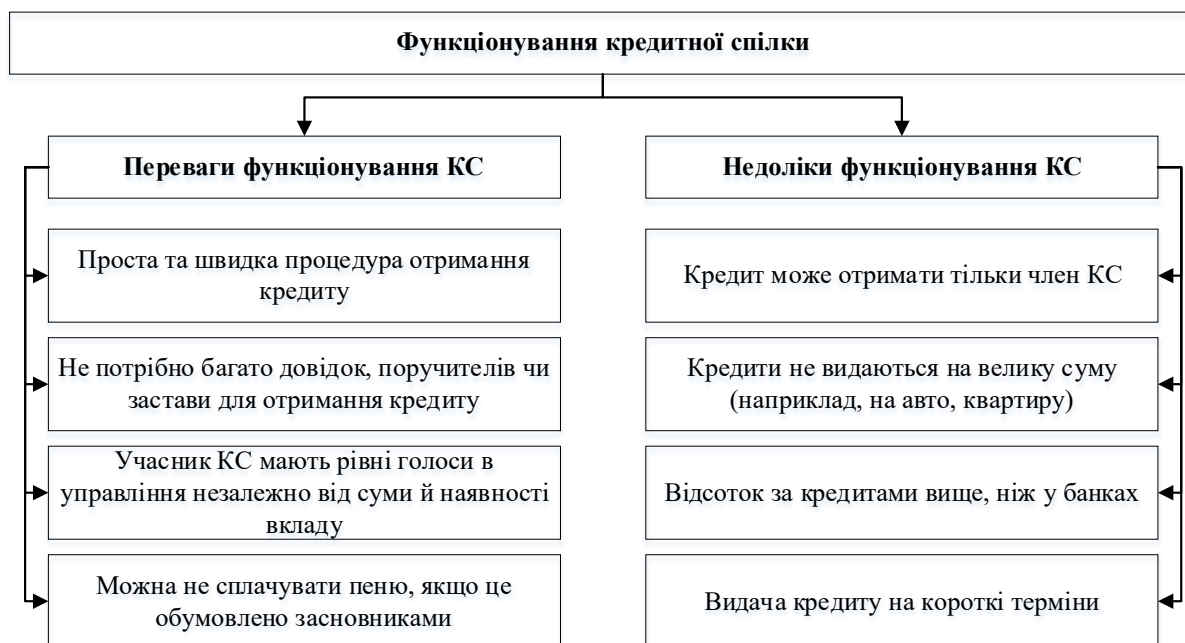 Функціонування кредитної спілки
Переваги функціонування КС
Проста та швидка процедура отримання
кредиту
Не потрібно багато довідок, поручителів чи
застави для отримання кредиту
Учасник КС мають рівні голоси в
управління незалежно від суми й наявності
вкладу
Можна не сплачувати пеню, якщо це
обумовлено засновниками
Недоліки функціонування КС
Кредит може отримати тільки член КС
Кредити не видаються на велику суму
(наприклад, на авто, квартиру)
Відсоток за кредитами вище, ніж у банках
Видача кредиту на короткі терміни